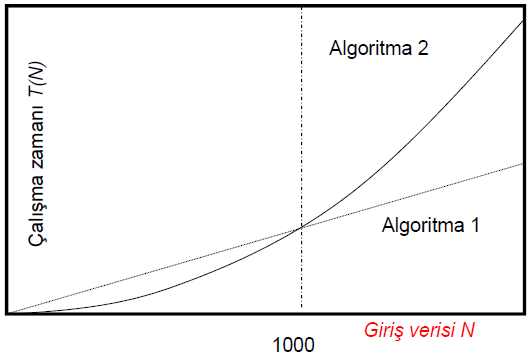 Algoritma 2
Çalışma zamanı T(N)
Algoritma 1
Giriş verisi N
1000